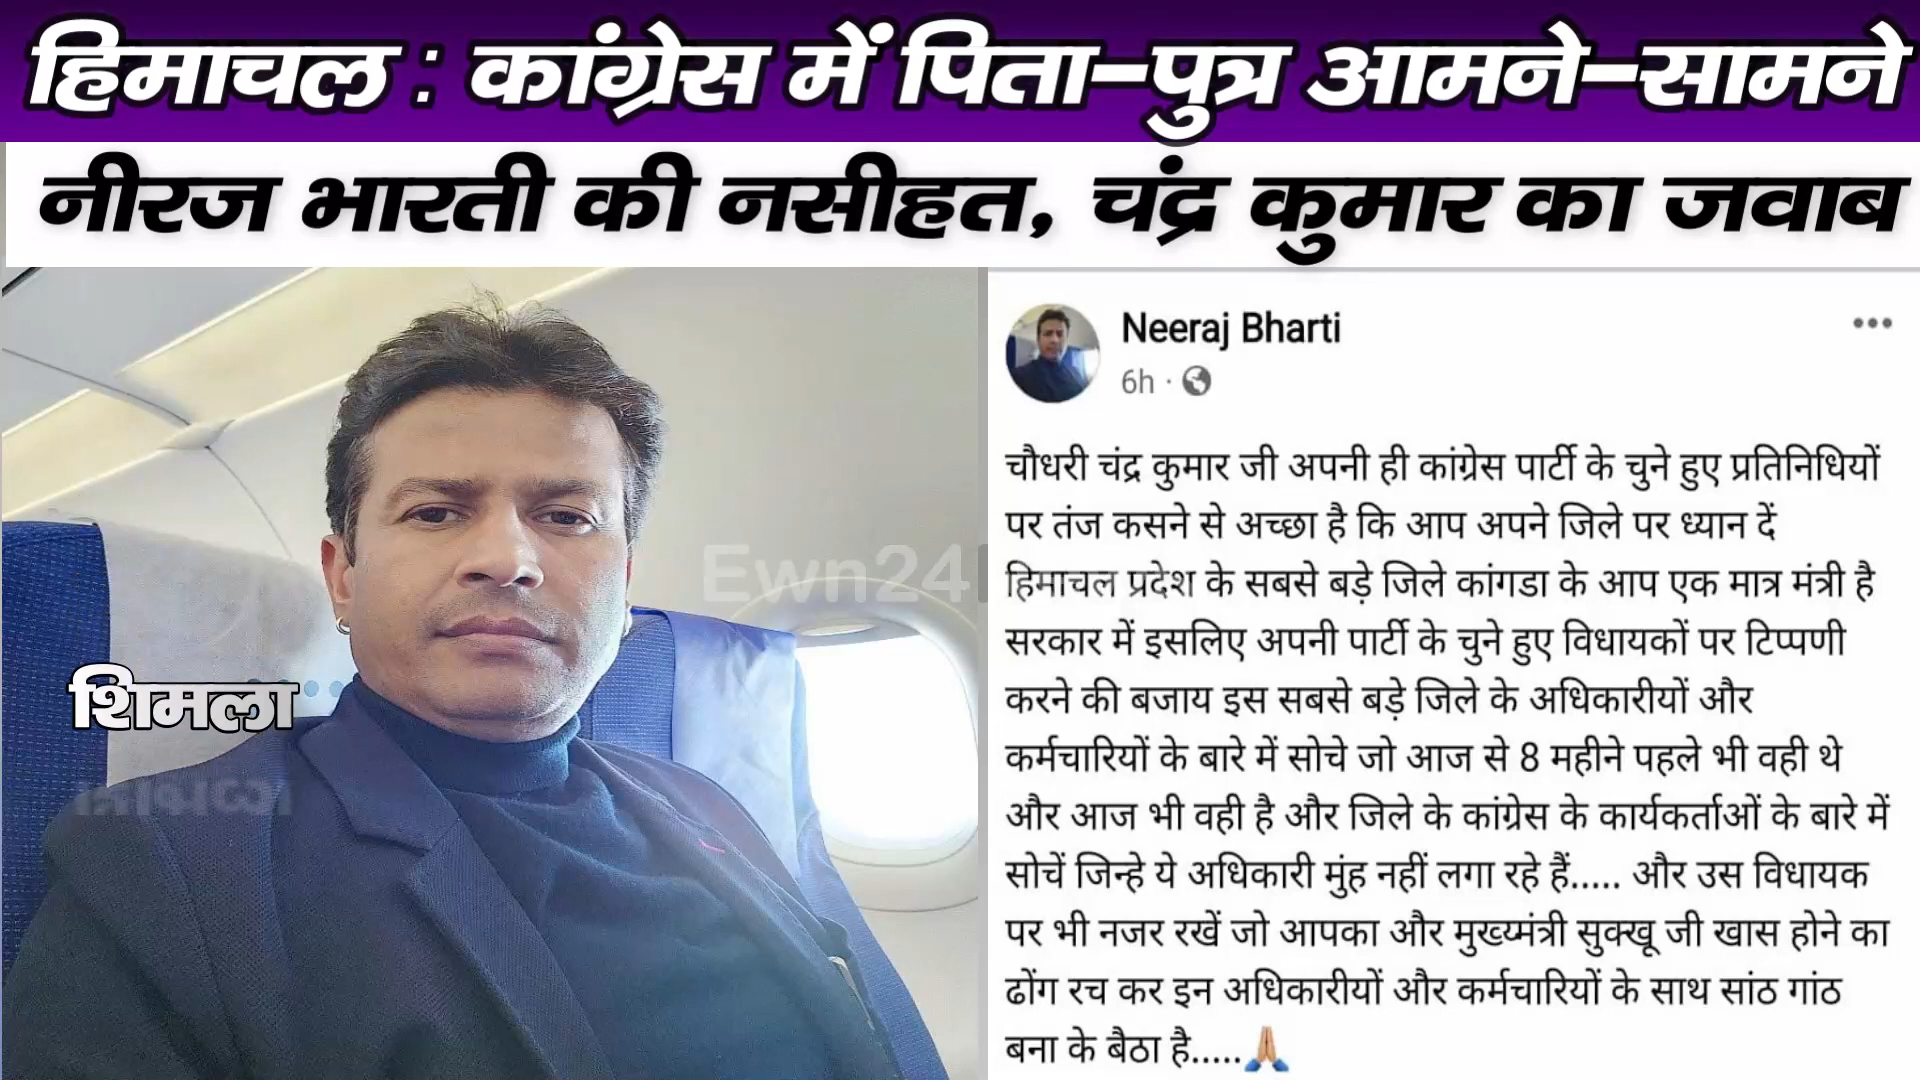 हिमाचल : कांग्रेस में पिता-पुत्र आमने-सामने
नीरज भारती की नसीहत, चंद्र कुमार का जवाब
Neeraj Bharti
6h ·
चौधरी चंद्र कुमार जी अपनी ही कांग्रेस पार्टी के चुने हुए प्रतिनिधियों
पर तंज कसने से अच्छा है कि आप अपने जिले पर ध्यान दें
हिमाचल प्रदेश के सबसे बड़े जिले कांगडा के आप एक मात्र मंत्री है
सरकार में इसलिए अपनी पार्टी के चुने हुए विधायकों पर टिप्पणी
करने की बजाय इस सबसे बड़े जिले के अधिकारीयों और
कर्मचारियों के बारे में सोचे जो आज से 8 महीने पहले भी वही थे
और आज भी वही है और जिले के कांग्रेस के कार्यकर्ताओं के बारे में
सोचें जिन्हे ये अधिकारी मुंह नहीं लगा रहे हैं..... और उस विधायक
पर भी नजर रखें जो आपका और मुख्य्मंत्री सुक्खू जी खास होने का
ढोंग रच कर इन अधिकारीयों और कर्मचारियों के साथ सांठ गांठ
बना के बैठा है.....🙏
Ewn24
शिमला